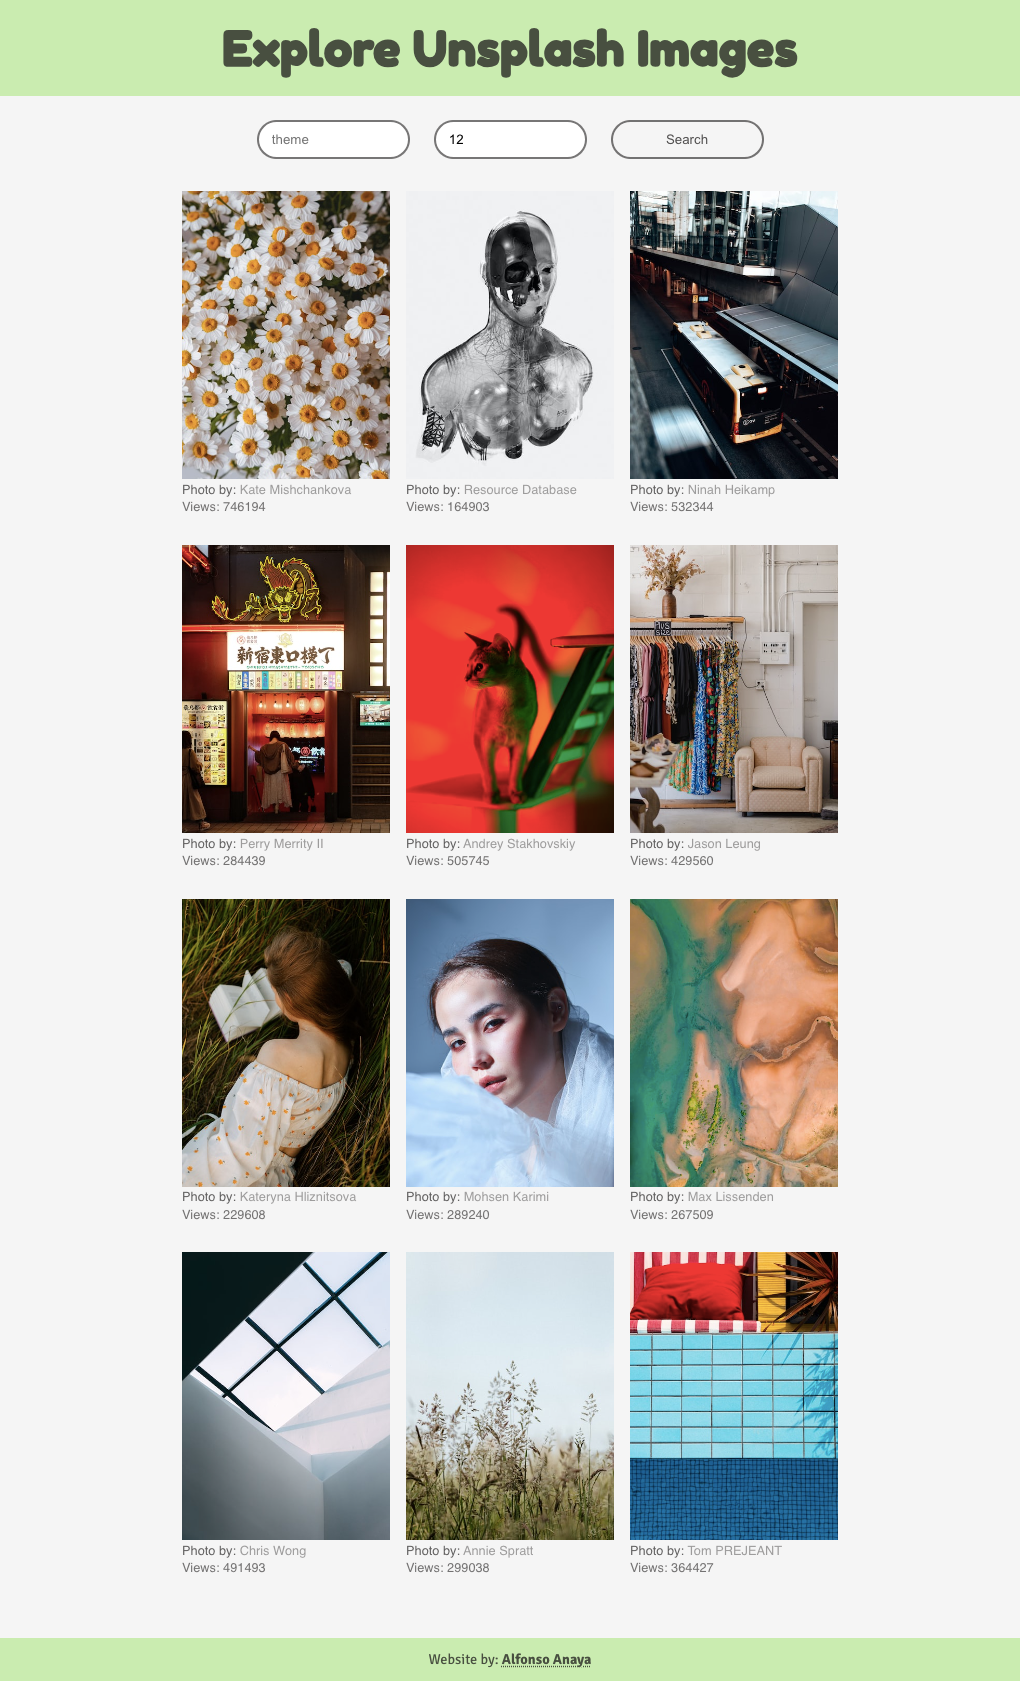 Explore Unsplash Images
theme
12
Search
Photo by: Kate Mishchankova
Views: 746194
Photo by: Resource Database
Views: 164903
Photo by: Ninah Heikamp
Views: 532344
新宿東口横丁
PLUS
SIZE
Photo by: Perry Merrity II
Views: 284439
Photo by: Andrey Stakhovskiy
Views: 505745
Photo by: Jason Leung
Views: 429560
Photo by: Kateryna Hliznitsova
Views: 229608
Photo by: Mohsen Karimi
Views: 289240
Photo by: Max Lissenden
Views: 267509
Photo by: Chris Wong
Views: 491493
Photo by: Annie Spratt
Views: 299038
Photo by: Tom PREJEANT
Views: 364427
Website by: Alfonso Anaya